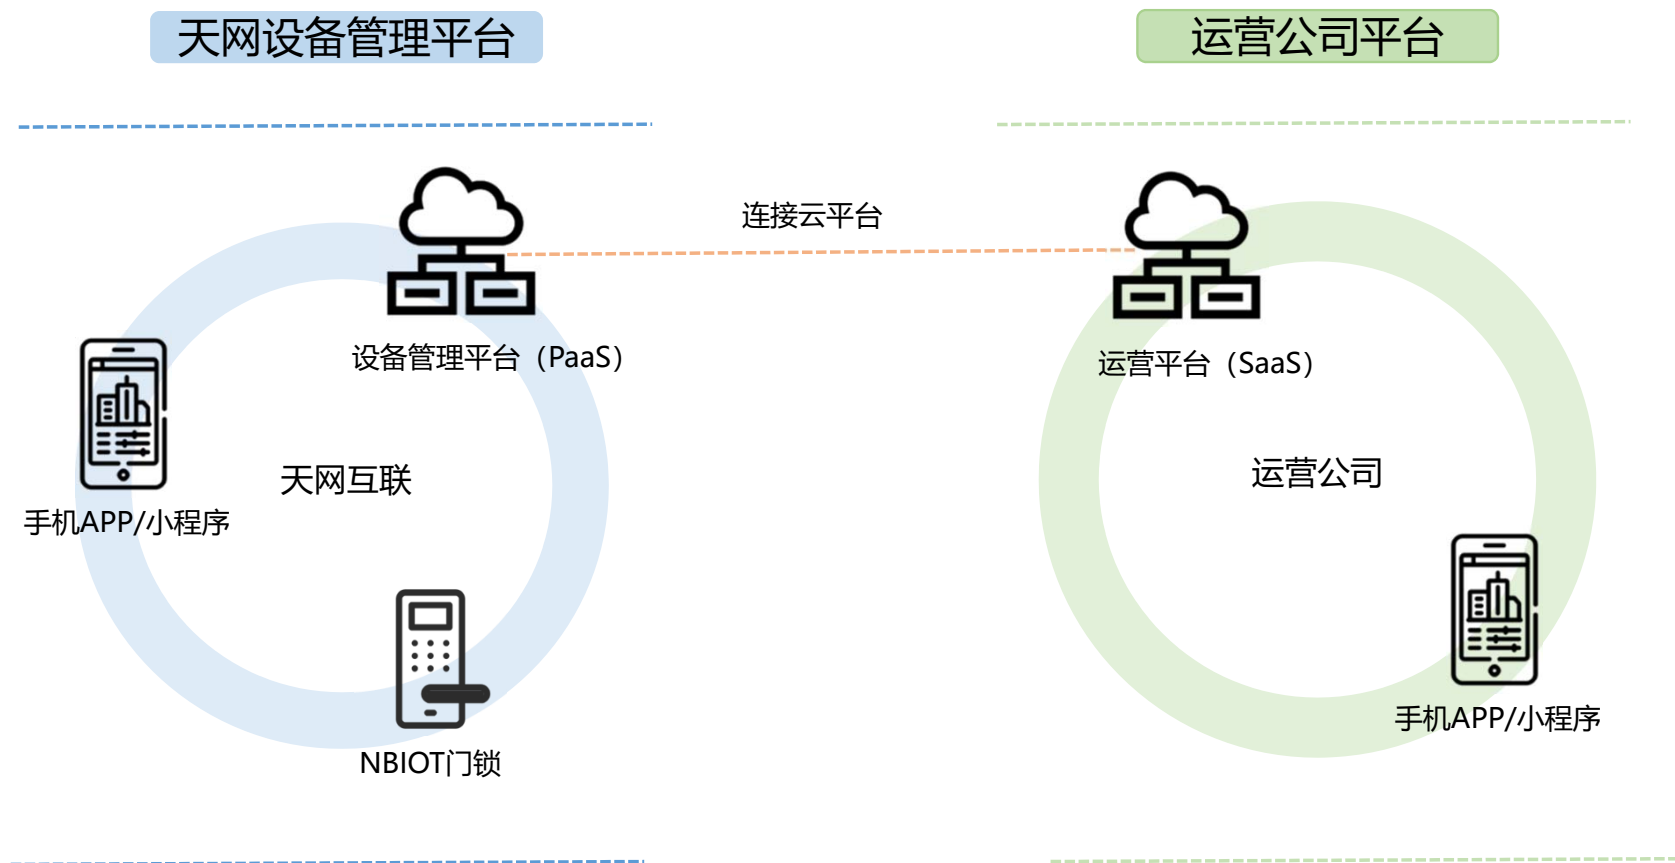 天网设备管理平台
运营公司平台
连接云平台
设备管理平台（PaaS）
运营平台（SaaS）
天网互联
运营公司
手机APP/小程序
手机APP/小程序
NBIOT门锁